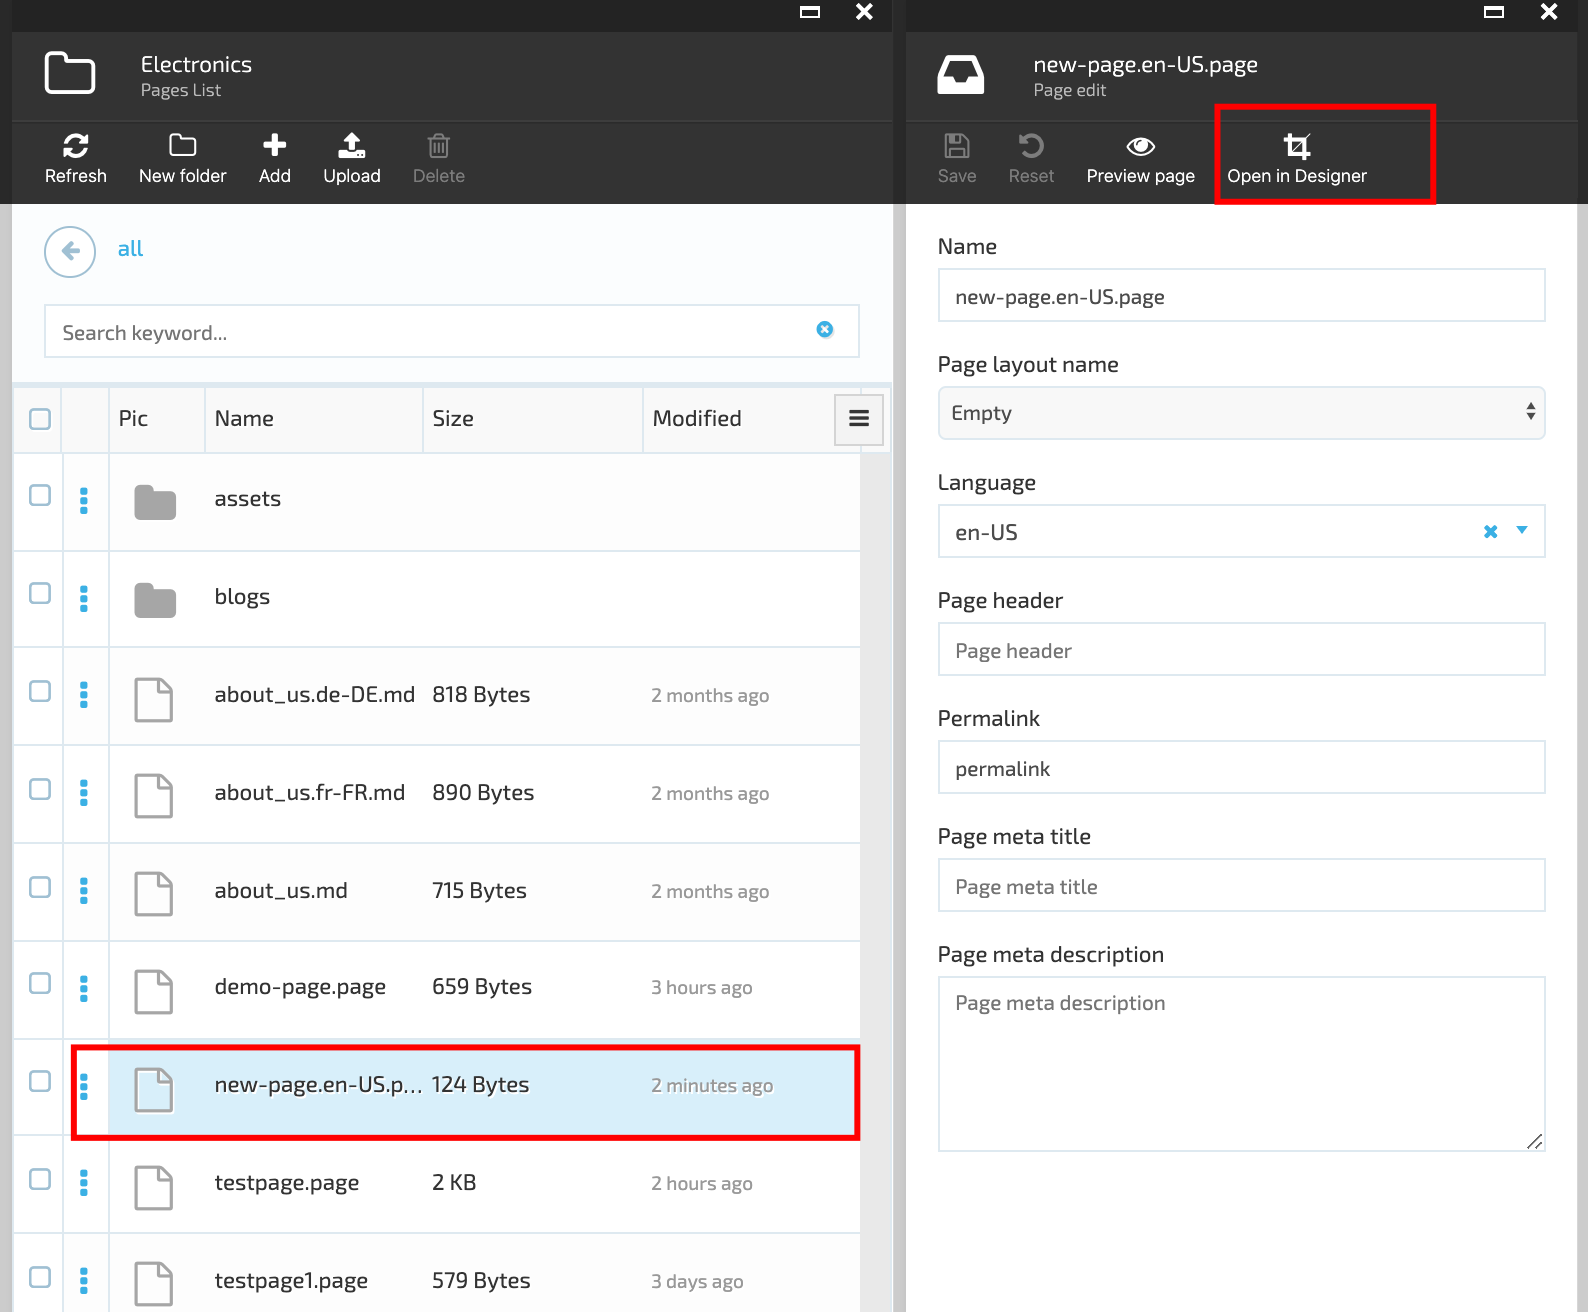 Electronics
Pages List
Refresh
New folder
Add
Upload
Delete
all
Search keyword...
Pic Name Size Modified
assets
blogs
about_us.de-DE.md 818 Bytes 2 months ago
about_us.fr-FR.md 890 Bytes 2 months ago
about_us.md 715 Bytes 2 months ago
demo-page.page 659 Bytes 3 hours ago
new-page.en-US.p... 124 Bytes 2 minutes ago
testpage.page 2 KB 2 hours ago
testpage1.page 579 Bytes 3 days ago
new-page.en-US.page
Page edit
Save
Reset
Preview page
Open in Designer
Name
new-page.en-US.page
Page layout name
Empty
Language
en-US
Page header
Page header
Permalink
permalink
Page meta title
Page meta title
Page meta description
Page meta description